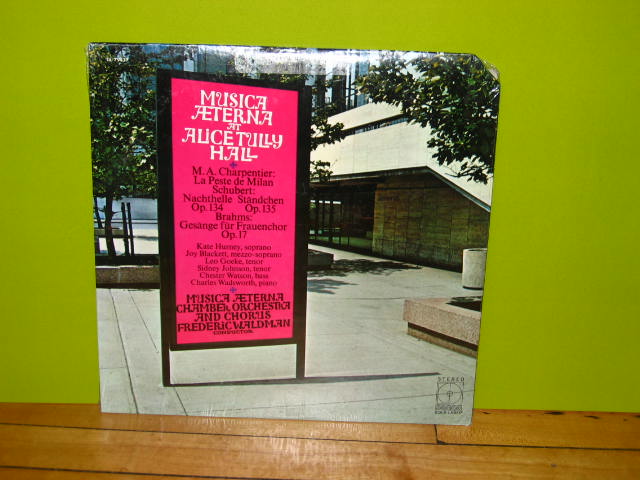 MUSICA
ÆTERNA
AT
ALICE TULLY
HALL
M. A. Charpentier:
La Peste de Milan
Schubert:
Nachthelle Ständchen
Op. 134 Op. 135
Brahms:
Gesänge für Frauenchor
Op. 17
Kate Hurney, soprano
Joy Blackett, mezzo-soprano
Leo Goeke, tenor
Sidney Johnson, tenor
Chester Watson, bass
Charles Wadsworth, piano
MUSICA ÆTERNA
CHAMBER ORCHESTRA
AND CHORUS
FREDERIC WALDMAN
CONDUCTOR
STEREO